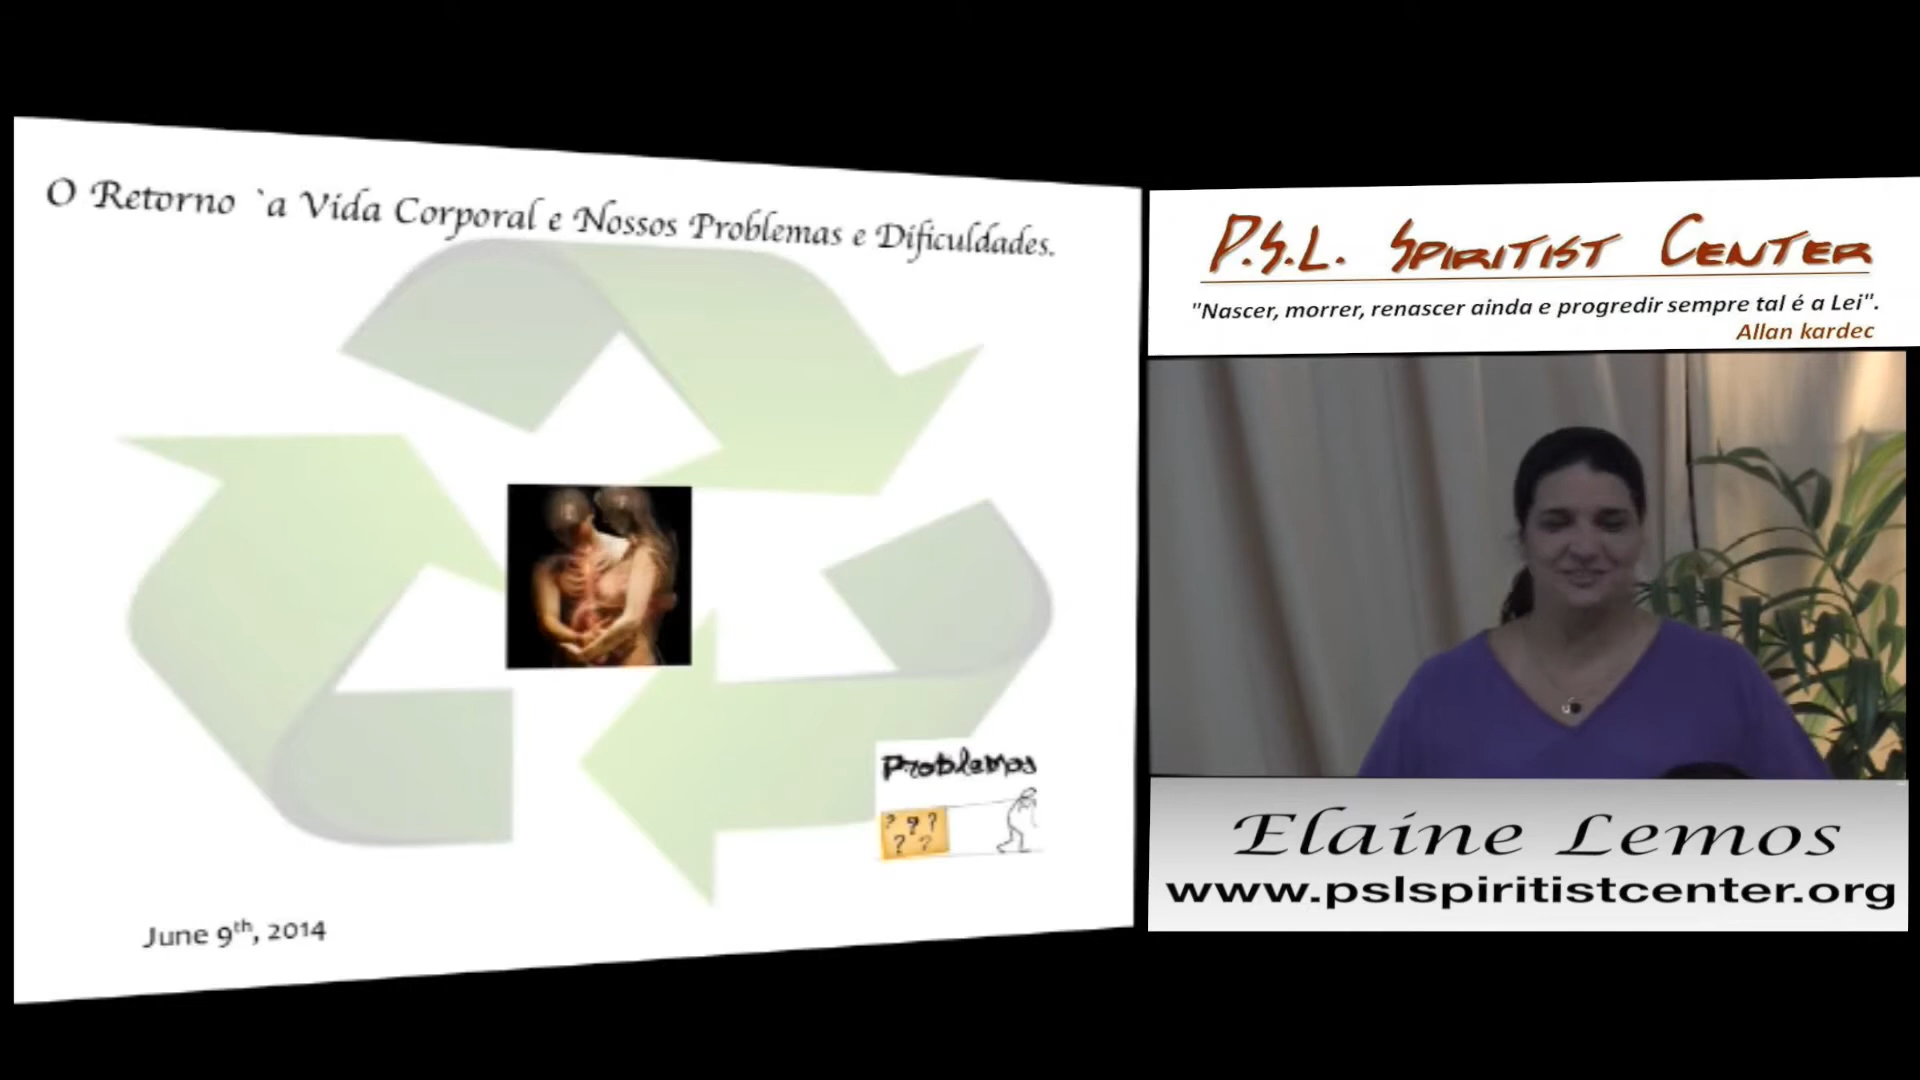 O Retorno `a Vida Corporal e Nossos Problemas e Dificuldades.
Problemas
? ? ?
? ?
June 9th, 2014
P.S.L. Spiritist Center
"Nascer, morrer, renascer ainda e progredir sempre tal é a Lei".
Allan kardec
Elaine Lemos
www.pslspiritistcenter.org